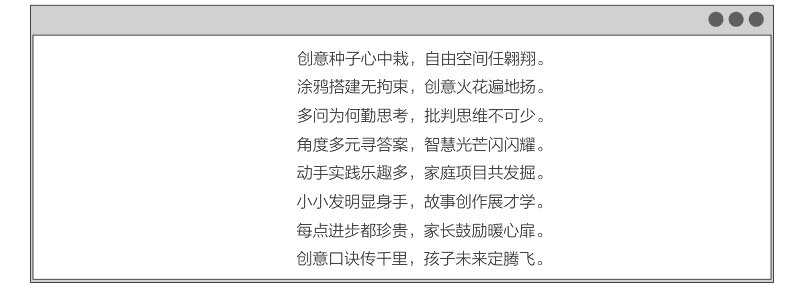 创意种子心中栽，自由空间任翱翔。
涂鸦搭建无拘束，创意火花遍地扬。
多问为何勤思考，批判思维不可少。
角度多元寻答案，智慧光芒闪闪耀。
动手实践乐趣多，家庭项目共发掘。
小小发明显身手，故事创作展才学。
每点进步都珍贵，家长鼓励暖心扉。
创意口诀传千里，孩子未来定腾飞。